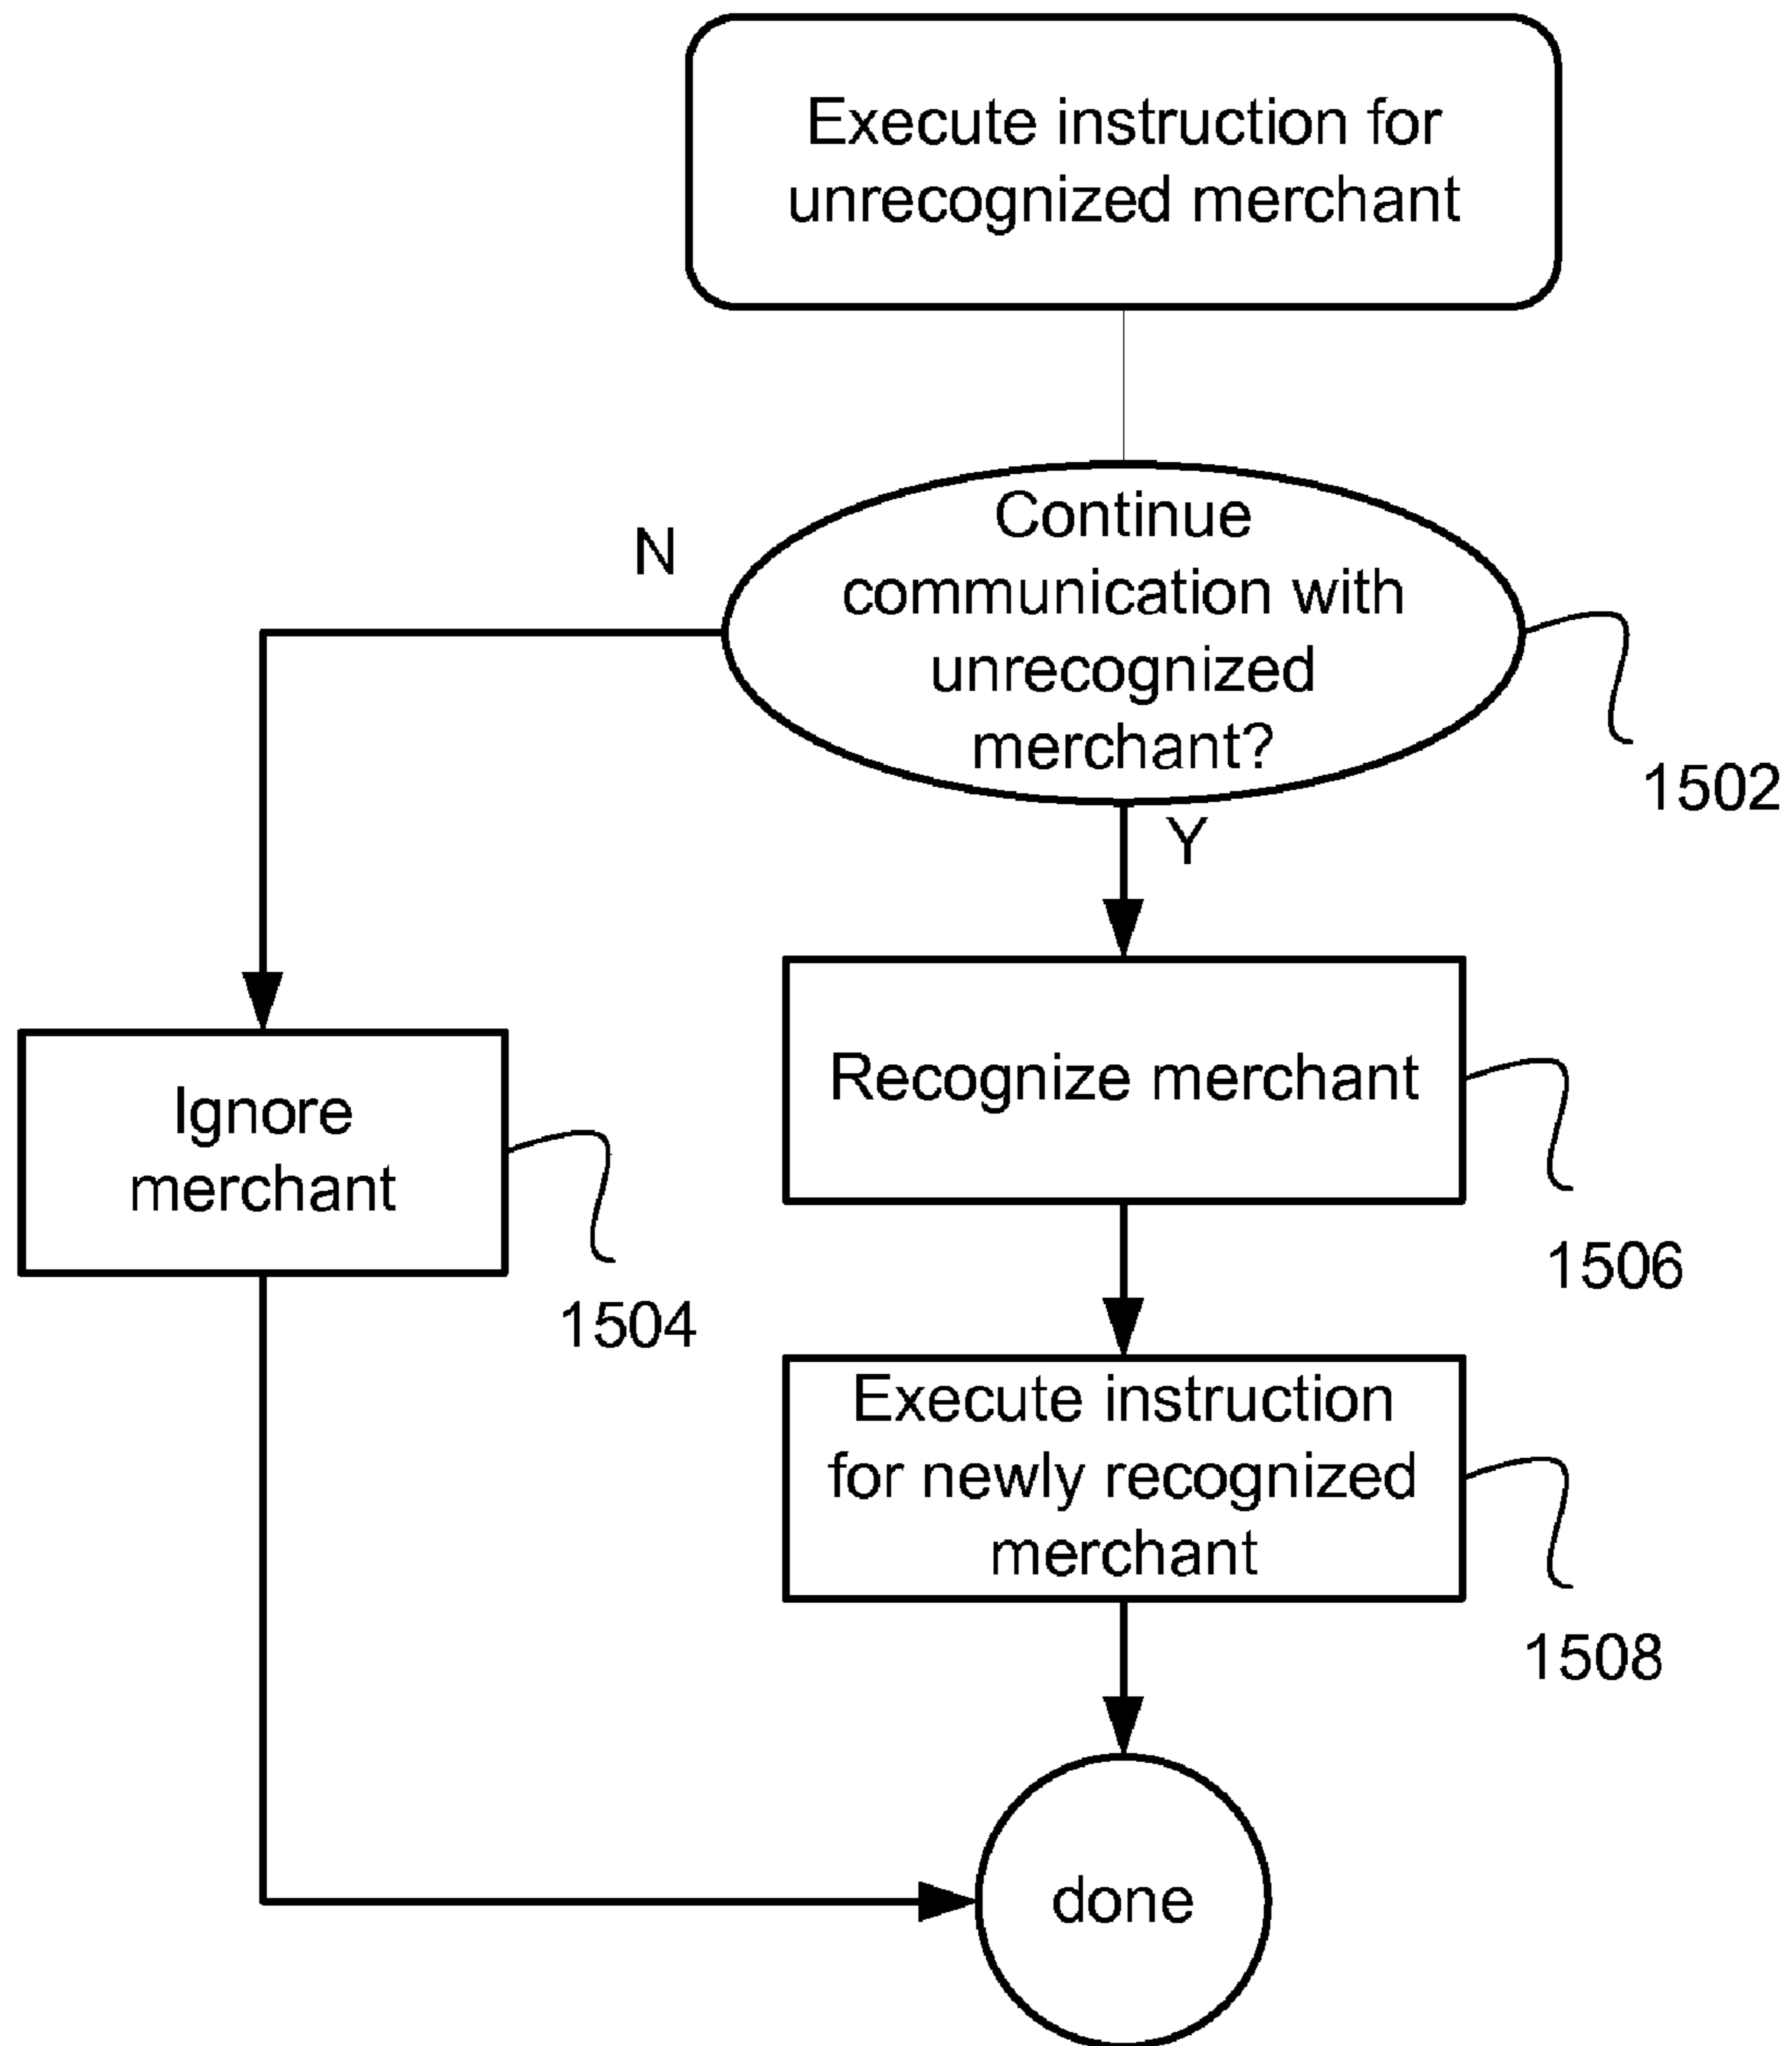 Execute instruction for
unrecognized merchant
Continue
communication with
unrecognized
merchant?
N
1502
Y
Recognize merchant
1506
Ignore
merchant
1504
Execute instruction
for newly recognized
merchant
1508
done